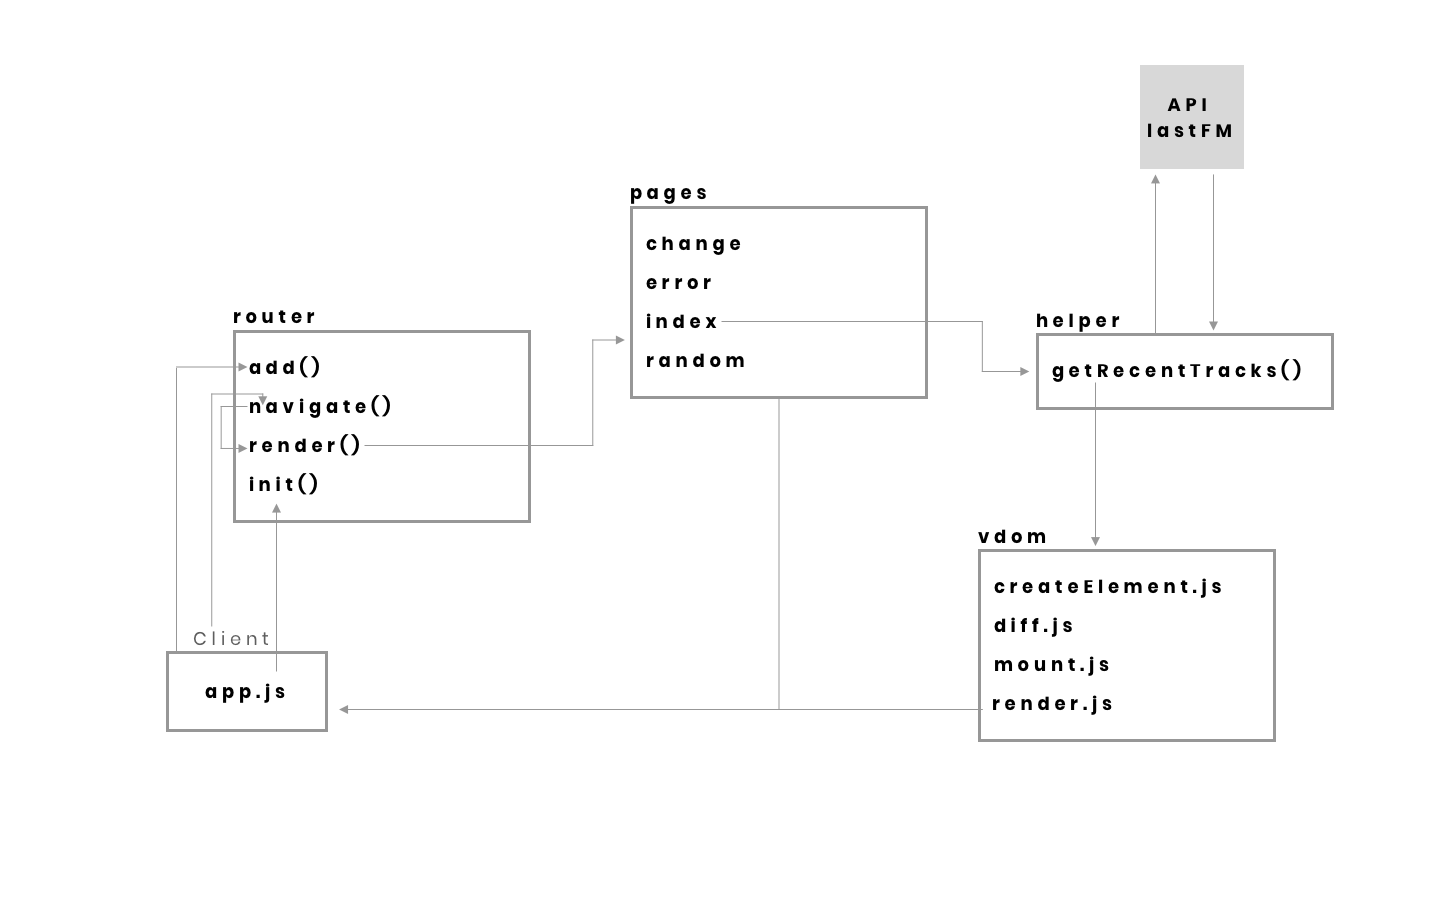 API
lastFM
pages
change
error
index
random
router
add()
navigate()
render()
init()
helper
getRecentTracks()
vdom
createElement.js
diff.js
mount.js
render.js
Client
app.js